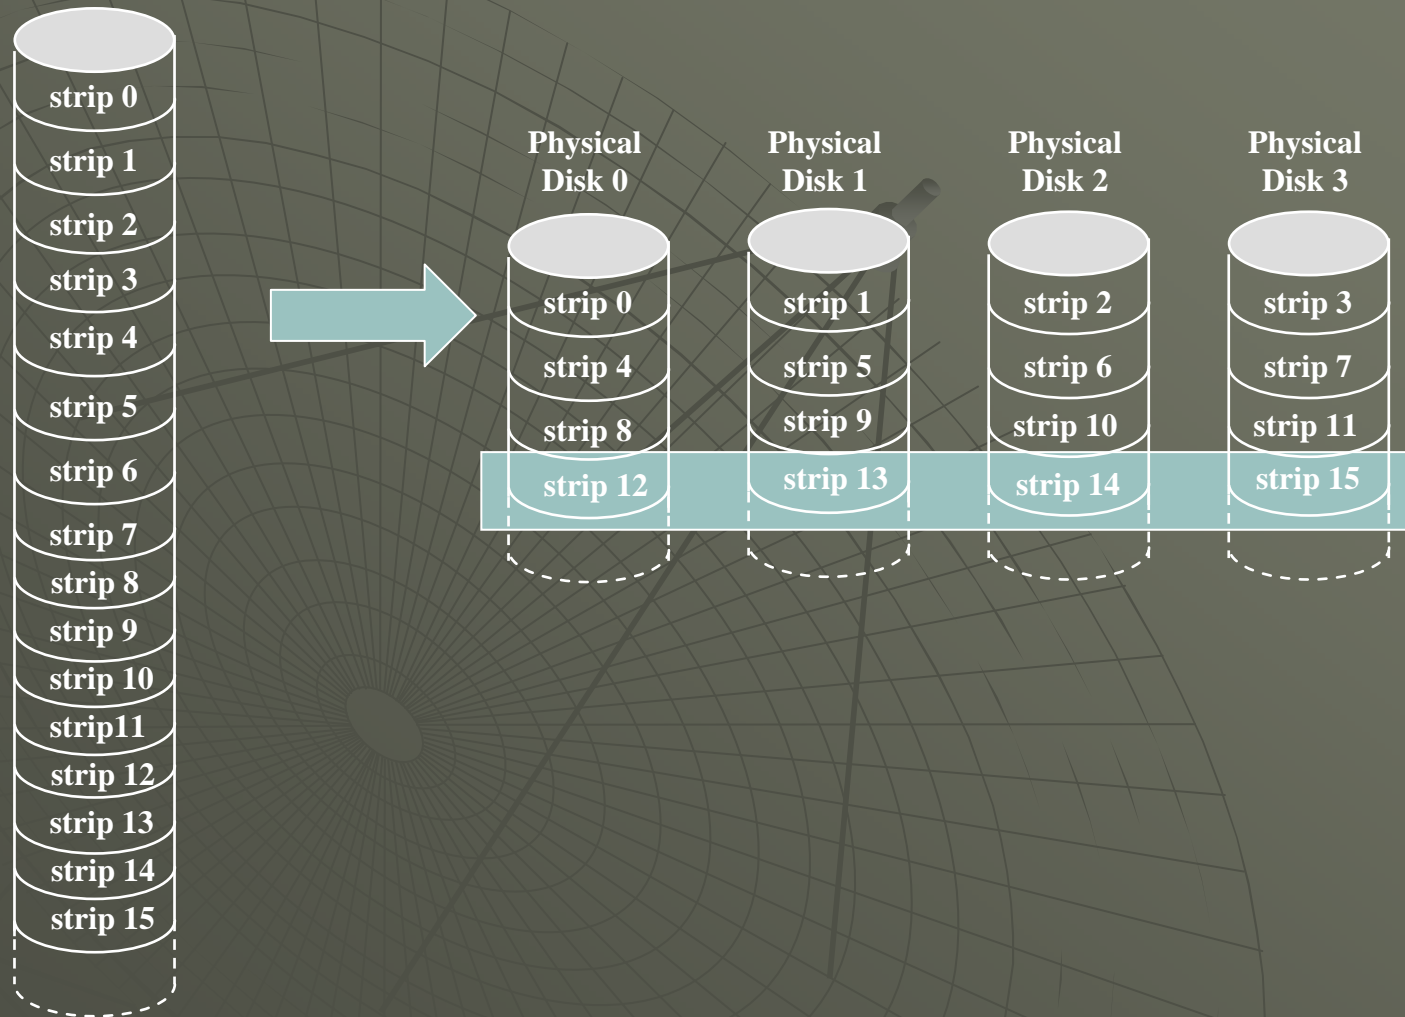 strip 0
strip 1
strip 2
strip 3
strip 4
strip 5
strip 6
strip 7
strip 8
strip 9
strip 10
strip11
strip 12
strip 13
strip 14
strip 15
Physical
Disk 0
strip 0
strip 4
strip 8
strip 12
Physical
Disk 1
strip 1
strip 5
strip 9
strip 13
Physical
Disk 2
strip 2
strip 6
strip 10
strip 14
Physical
Disk 3
strip 3
strip 7
strip 11
strip 15